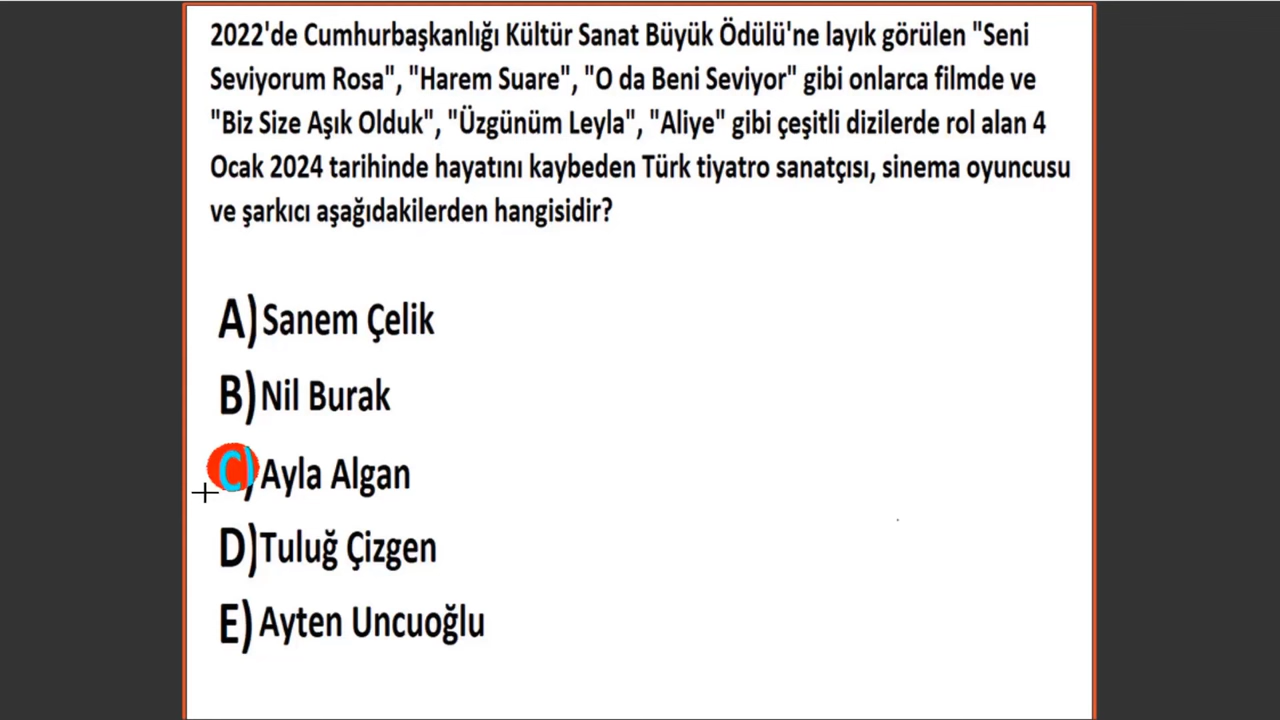 2022'de Cumhurbaşkanlığı Kültür Sanat Büyük Ödülü'ne layık görülen "Seni
Seviyorum Rosa", "Harem Suare", "O da Beni Seviyor" gibi onlarca filmde ve
"Biz Size Aşık Olduk", "Üzgünüm Leyla", "Aliye" gibi çeşitli dizilerde rol alan 4
Ocak 2024 tarihinde hayatını kaybeden Türk tiyatro sanatçısı, sinema oyuncusu
ve şarkıcı aşağıdakilerden hangisidir?
A) Sanem Çelik
B) Nil Burak
C) Ayla Algan
D) Tuluğ Çizgen
E) Ayten Uncuoğlu